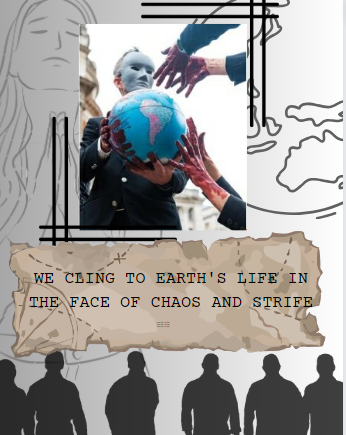 WE CLING TO EARTH'S LIFE IN
THE FACE OF CHAOS AND STRIFE